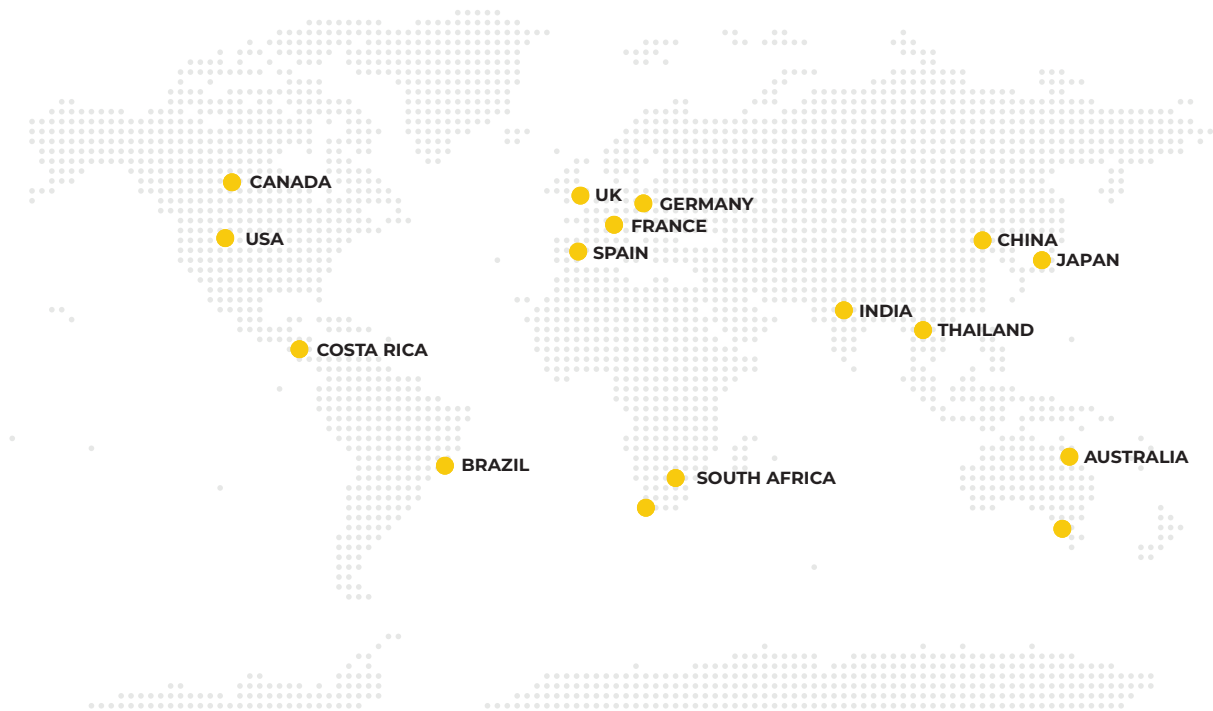 CANADA
UK
GERMANY
FRANCE
USA
SPAIN
CHINA
JAPAN
INDIA
THAILAND
COSTA RICA
BRAZIL
AUSTRALIA
SOUTH AFRICA